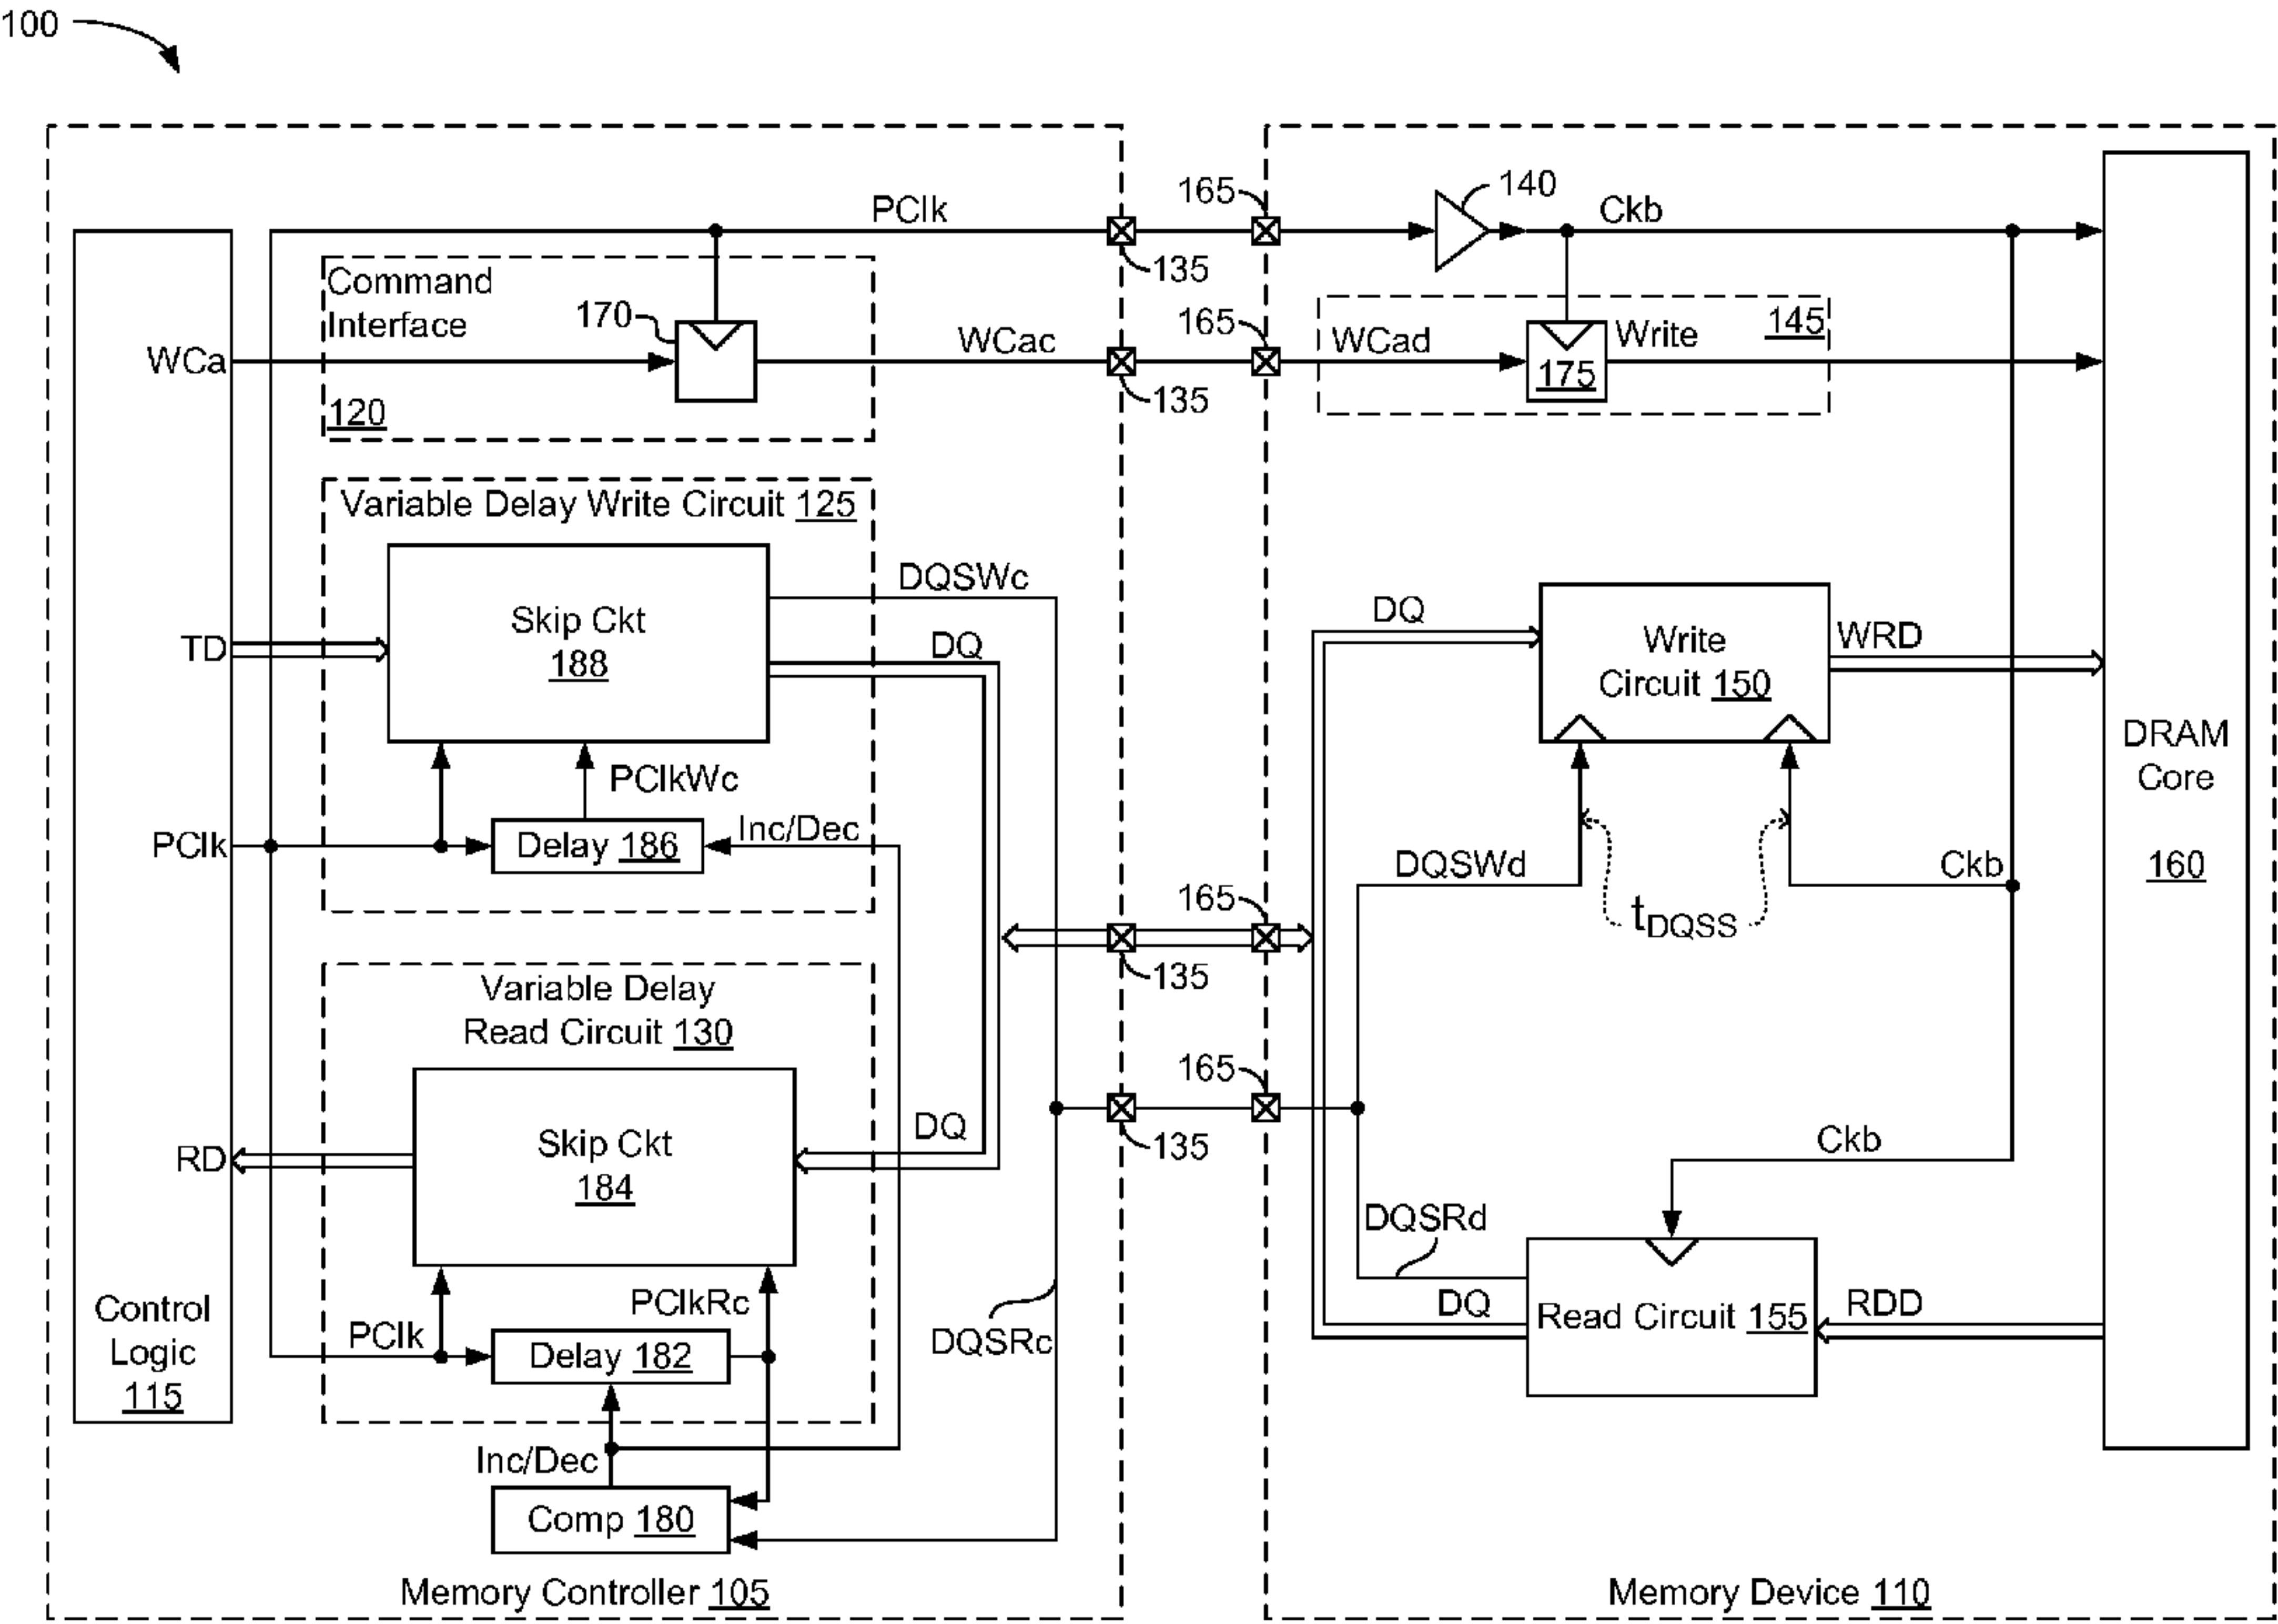 100
PClk
165
140
Ckb
135
Command
Interface
170
WCa
WCac
165
WCad
Write
145
175
120
135
Variable Delay Write Circuit 125
Skip Ckt
188
DQSWc
DQ
TD
PClkWc
PClk
Delay 186
Inc/Dec
DQ
Write
Circuit 150
WRD
DRAM
Core
160
DQSWd
Ckb
tDQSS
165
135
Variable Delay
Read Circuit 130
165
135
Skip Ckt
184
DQ
RD
Ckb
DQSRd
PClkRc
PClk
Delay 182
DQSRc
DQ
Read Circuit 155
RDD
Control
Logic
115
Inc/Dec
Comp 180
Memory Controller 105
Memory Device 110